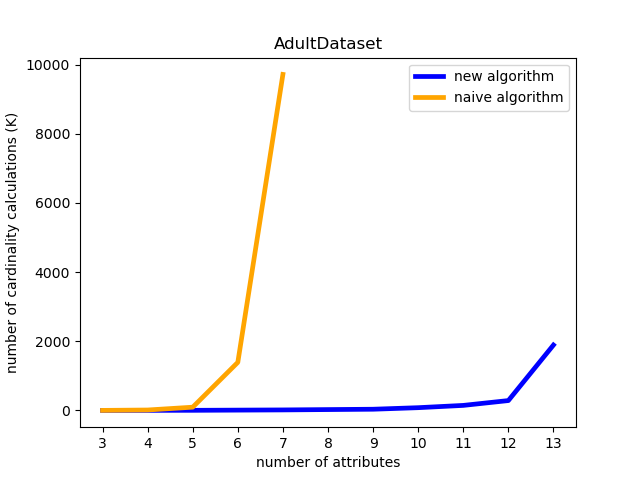 AdultDataset
number of cardinality calculations (K)
10000
8000
6000
4000
2000
0
new algorithm
naive algorithm
3 4 5 6 7 8 9 10 11 12 13
number of attributes